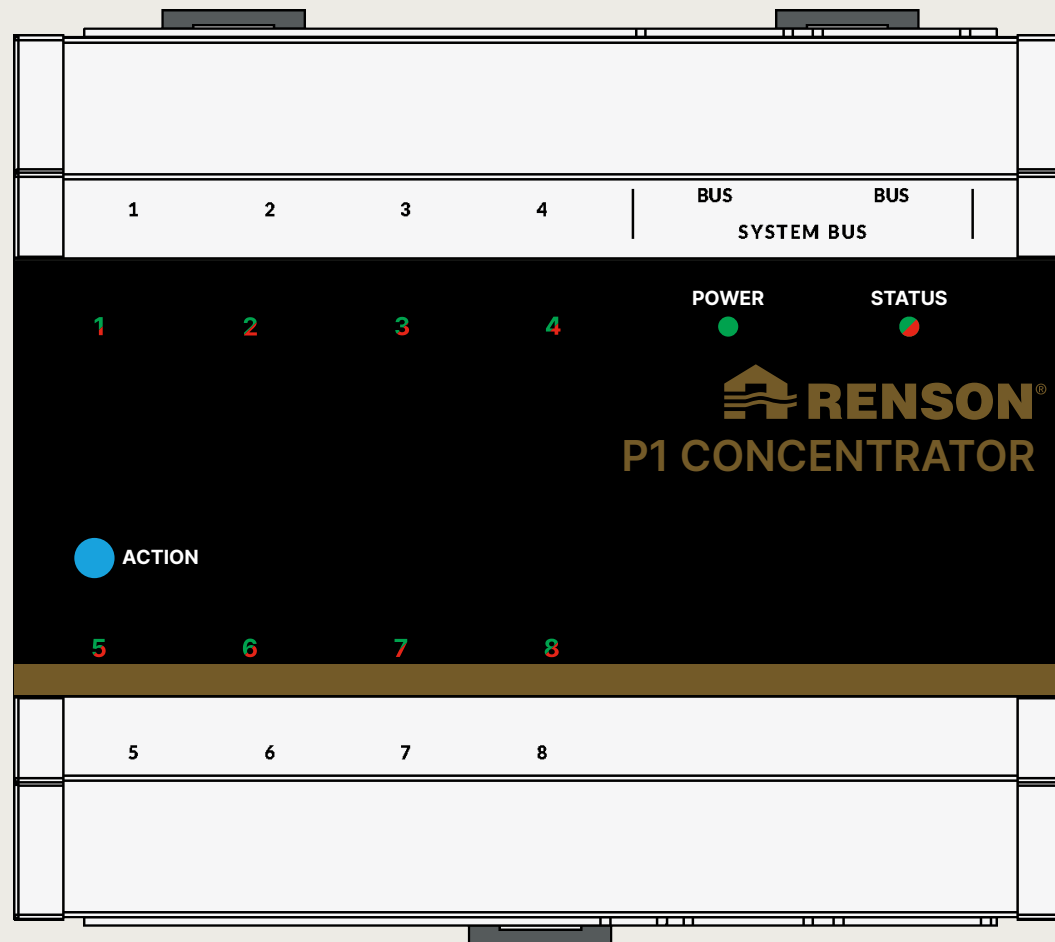 1 2 3 4 BUS BUS
SYSTEM BUS
POWER STATUS
1 2 3 4
RENSON®
P1 CONCENTRATOR
ACTION
5 6 7 8
5 6 7 8